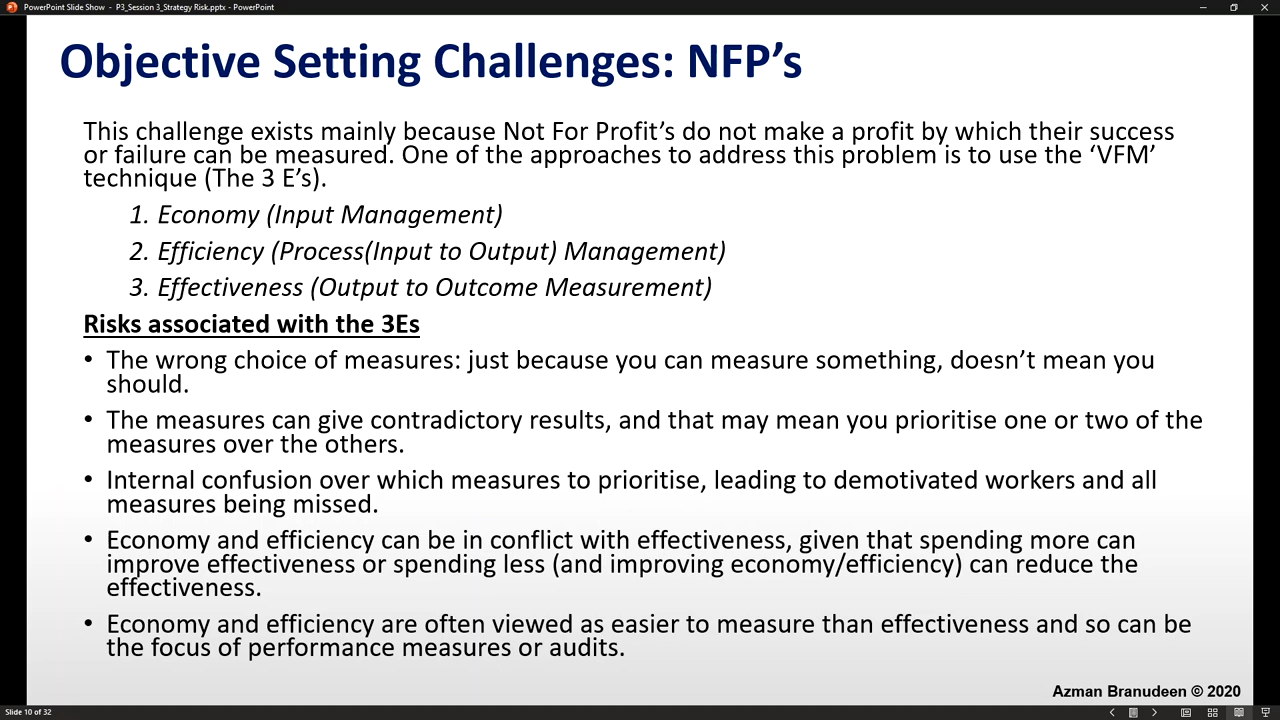 PowerPoint Slide Show - P3_Session 3_Strategy Risk.pptx - PowerPoint
Objective Setting Challenges: NFP’s
This challenge exists mainly because Not For Profit’s do not make a profit by which their success
or failure can be measured. One of the approaches to address this problem is to use the ‘VFM’
technique (The 3 E’s).
1. Economy (Input Management)
2. Efficiency (Process(Input to Output) Management)
3. Effectiveness (Output to Outcome Measurement)
Risks associated with the 3Es
• The wrong choice of measures: just because you can measure something, doesn’t mean you
should.
• The measures can give contradictory results, and that may mean you prioritise one or two of the
measures over the others.
• Internal confusion over which measures to prioritise, leading to demotivated workers and all
measures being missed.
• Economy and efficiency can be in conflict with effectiveness, given that spending more can
improve effectiveness or spending less (and improving economy/efficiency) can reduce the
effectiveness.
• Economy and efficiency are often viewed as easier to measure than effectiveness and so can be
the focus of performance measures or audits.
Azman Branudeen © 2020
Slide 10 of 32